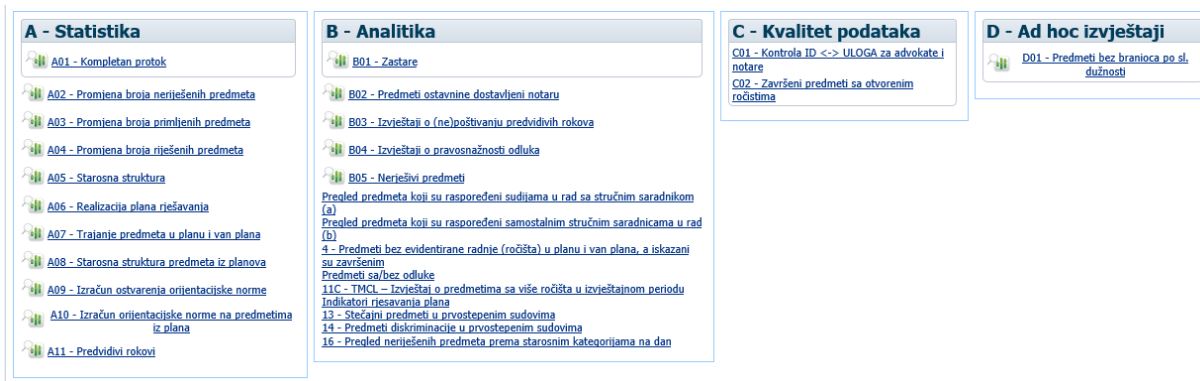 A - Statistika
A01 - Kompletan protok
A02 - Promjena broja neriješenih predmeta
A03 - Promjena broja primljenih predmeta
A04 - Promjena broja riješenih predmeta
A05 - Starosna struktura
A06 - Realizacija plana rješavanja
A07 - Trajanje predmeta u planu i van plana
A08 - Starosna struktura predmeta iz planova
A09 - Izračun ostvarenja orijentacijske norme
A10 - Izračun orijentacijske norme na predmetima
iz plana
A11 - Predvidivi rokovi
B - Analitika
B01 - Zastare
B02 - Predmeti ostavnine dostavljeni notaru
B03 - Izvještaji o (ne)poštivanju predvidivih rokova
B04 - Izvještaji o pravosnažnosti odluka
B05 - Nerješivi predmeti
Pregled predmeta koji su raspoređeni sudijama u rad sa stručnim saradnikom
(a)
Pregled predmeta koji su raspoređeni samostalnim stručnim saradnicama u rad
(b)
4 - Predmeti bez evidentirane radnje (ročišta) u planu i van plana, a iskazani
su završenim
Predmeti sa/bez odluke
11C - TMCL – Izvještaj o predmetima sa više ročišta u izvještajnom periodu
Indikatori rjesavanja plana
13 - Stečajni predmeti u prvostepenim sudovima
14 - Predmeti diskriminacije u prvostepenim sudovima
16 - Pregled neriješenih predmeta prema starosnim kategorijama na dan
C - Kvalitet podataka
C01 - Kontrola ID <-> ULOGA za advokate i
notare
C02 - Završeni predmeti sa otvorenim
ročistima
D - Ad hoc izvještaji
D01 - Predmeti bez branioca po sl.
dužnosti